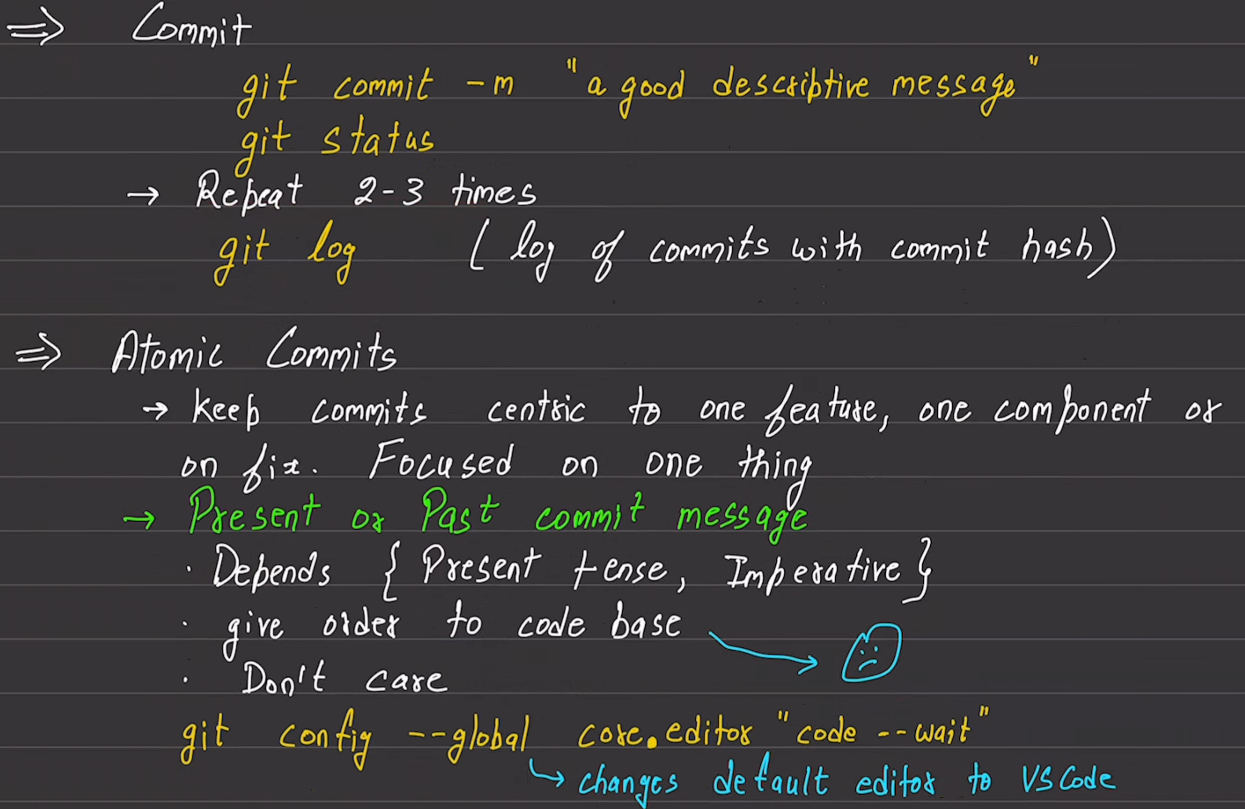 ⇒ Commit
git commit -m "a good descriptive message"
git status
→ Repeat 2-3 times
git log ( log of commits with commit hash)
⇒ Atomic Commits
→ keep commits centric to one feature, one component or
on fix. Focused on one thing
→ Present or Past commit message
· Depends { Present tense, Imperative }
· give order to code base
· Don't care
git config --global core.editor "code --wait"
↳ changes default editor to VS Code